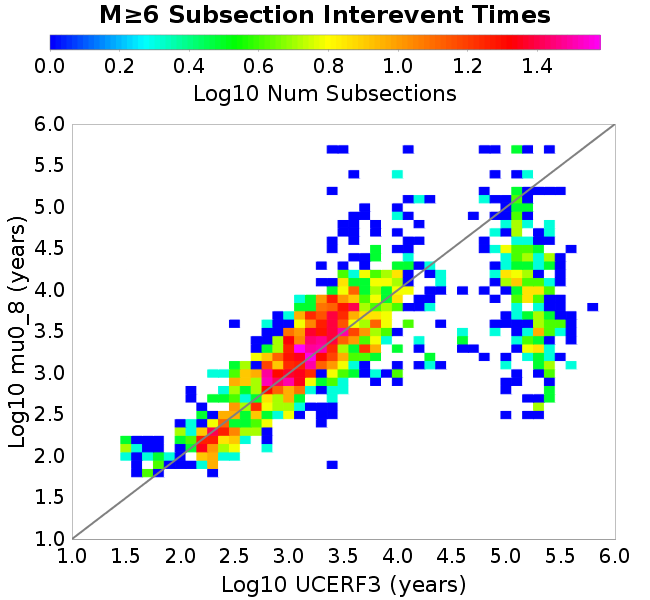 M≥6 Subsection Interevent Times
0.0 0.2 0.4 0.6 0.8 1.0 1.2 1.4
Log10 Num Subsections
6.0
5.5
5.0
4.5
4.0
3.5
3.0
2.5
2.0
1.5
1.0
Log10 mu0_8 (years)
1.0 1.5 2.0 2.5 3.0 3.5 4.0 4.5 5.0 5.5 6.0
Log10 UCERF3 (years)